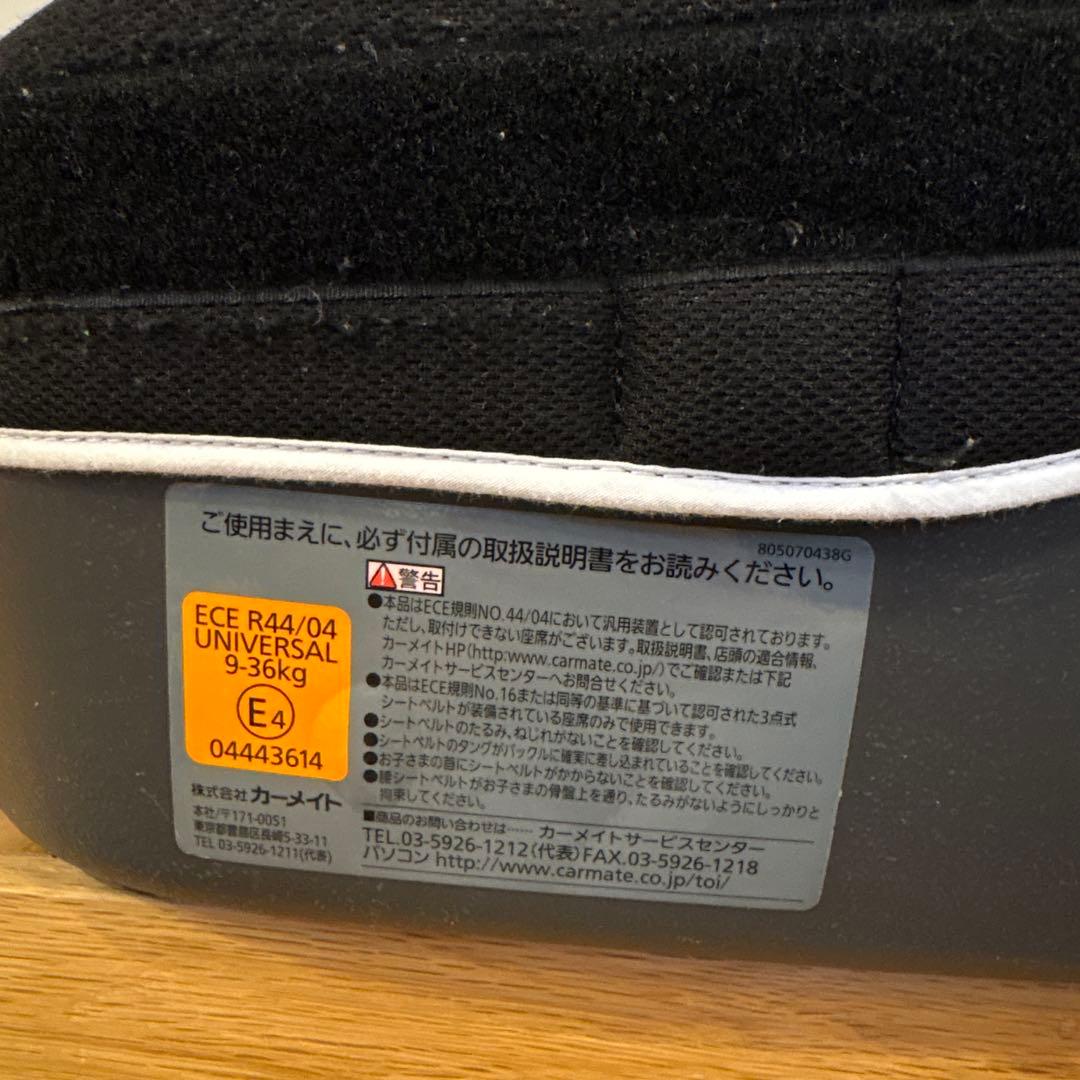 ご使用まえに、必ず付属の取扱説明書をお読みください。
805070438G
警告
●本品はECE規則NO.44/04において汎用装置として認可されております。
ただし、取付けできない座席がございます。取扱説明書、店頭の適合情報、
カーメイトHP(http:www.carmate.co.jp/)でご確認または下記
カーメイトサービスセンターへお問合せください。
●本品はECE規則No.16または同等の基準に基づいて認可された3点式
シートベルトが装備されている座席のみで使用できます。
●シートベルトのたるみ、ねじれがないことを確認してください。
●シートベルトのタングがバックルに確実に差し込まれていることを確認してください。
●お子さまの首にシートベルトがかからないことを確認してください。
●腰シートベルトがお子さまの骨盤上を通り、たるみがないようにしっかりと
拘束してください。
■商品のお問い合わせは…… カーメイトサービスセンター
TEL.03-5926-1212(代表)FAX.03-5926-1218
パソコン http://www.carmate.co.jp/toi/
ECE R44/04
UNIVERSAL
9-36kg
E4
04443614
株式会社 カーメイト
本社/〒171-0051
東京都豊島区長崎5-33-11
TEL 03-5926-1211(代表)